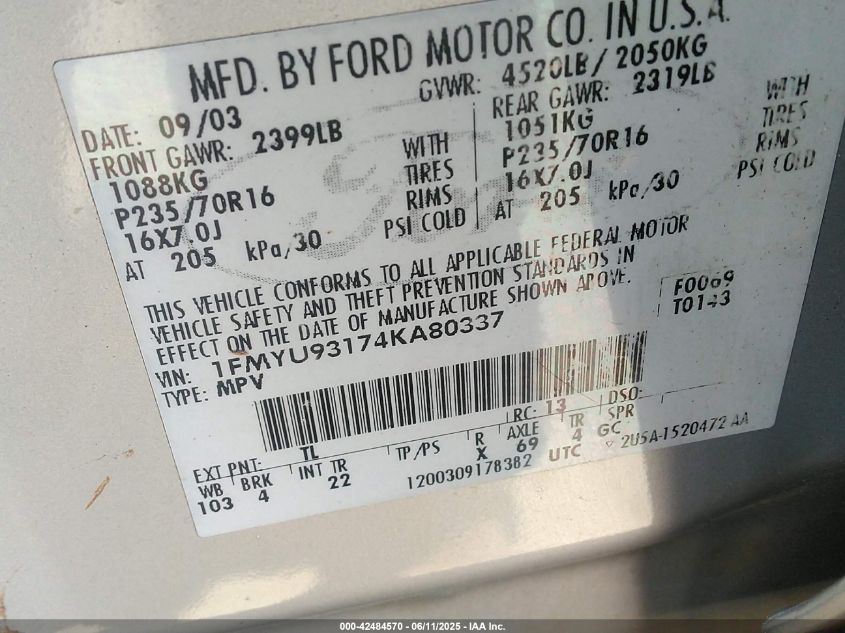 MFD. BY FORD MOTOR CO. IN U.S.A.
DATE: 09/03 GVWR: 4520LB/ 2050KG
FRONT GAWR: 2399LB REAR GAWR: 2319LB
1088KG WITH 1051KG WITH
P235/70R16 TIRES P235/70R16 TIRES
16X7.0J RIMS 16X7.0J RIMS
AT 205 kPa/30 PSI COLD AT 205 kPa/30 PSI COLD
THIS VEHICLE CONFORMS TO ALL APPLICABLE FEDERAL MOTOR
VEHICLE SAFETY AND THEFT PREVENTION STANDARDS IN
EFFECT ON THE DATE OF MANUFACTURE SHOWN ABOVE.
F0069
T0143
VIN: 1FMYU93174KA80337
TYPE: MPV
EXT PNT: TL RC: 13 DSO:
WB BRK INT TR TP/PS R AXLE TR SPR
103 4 22 X 69 4 GC
1200309178382 UTC 2U5A-1520472 AA
000-42484570 - 06/11/2025 - IAA Inc.